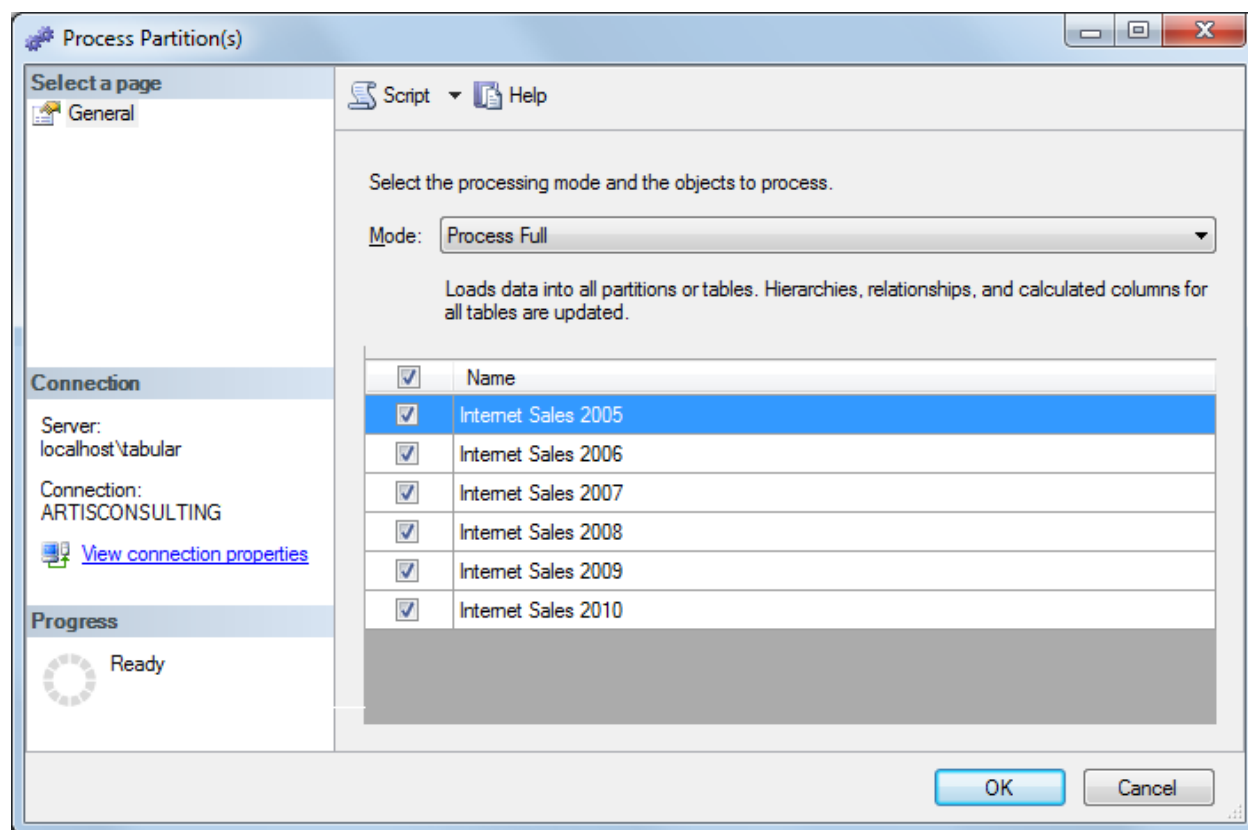 Process Partition(s)
Select a page
General
Script
Help
Select the processing mode and the objects to process.
Mode:
Process Full
Loads data into all partitions or tables. Hierarchies, relationships, and calculated columns for
all tables are updated.
Name
Internet Sales 2005
Internet Sales 2006
Internet Sales 2007
Internet Sales 2008
Internet Sales 2009
Internet Sales 2010
Connection
Server:
localhost\tabular
Connection:
ARTISCONSULTING
View connection properties
Progress
Ready
OK
Cancel